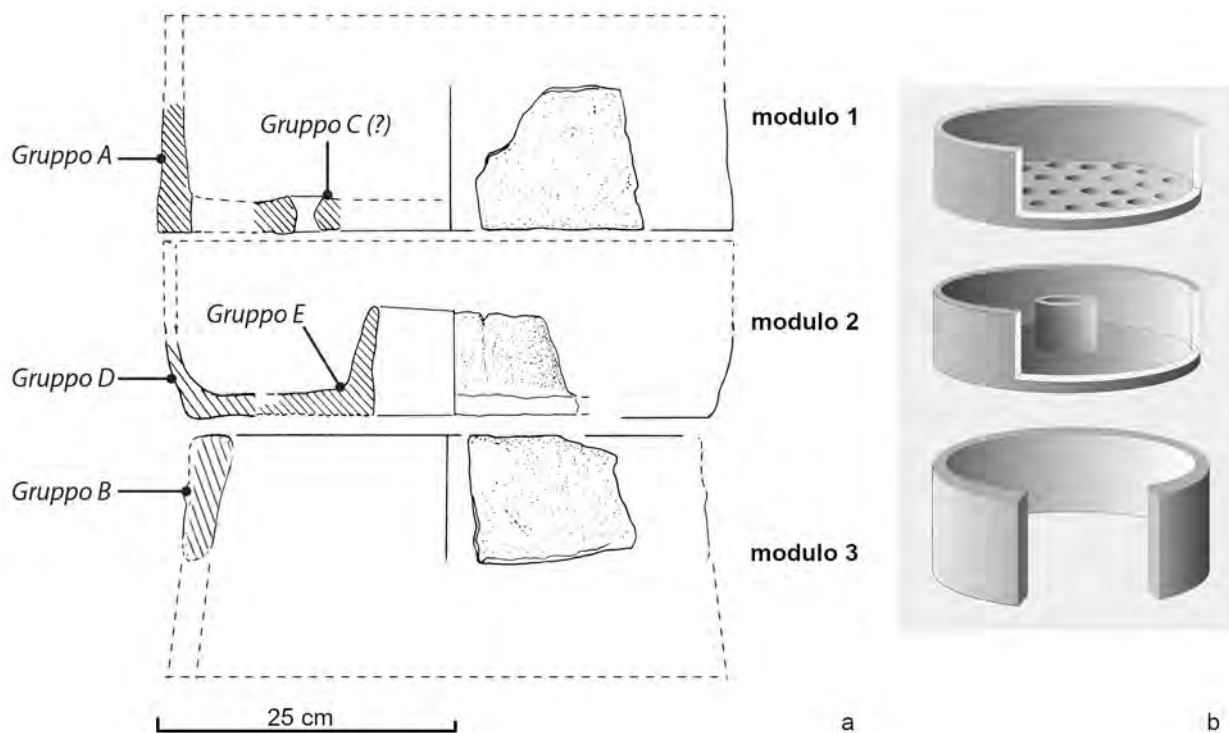 modulo 1
Gruppo C (?)
Gruppo A
Gruppo E
modulo 2
Gruppo D
Gruppo B
modulo 3
25 cm
a
b